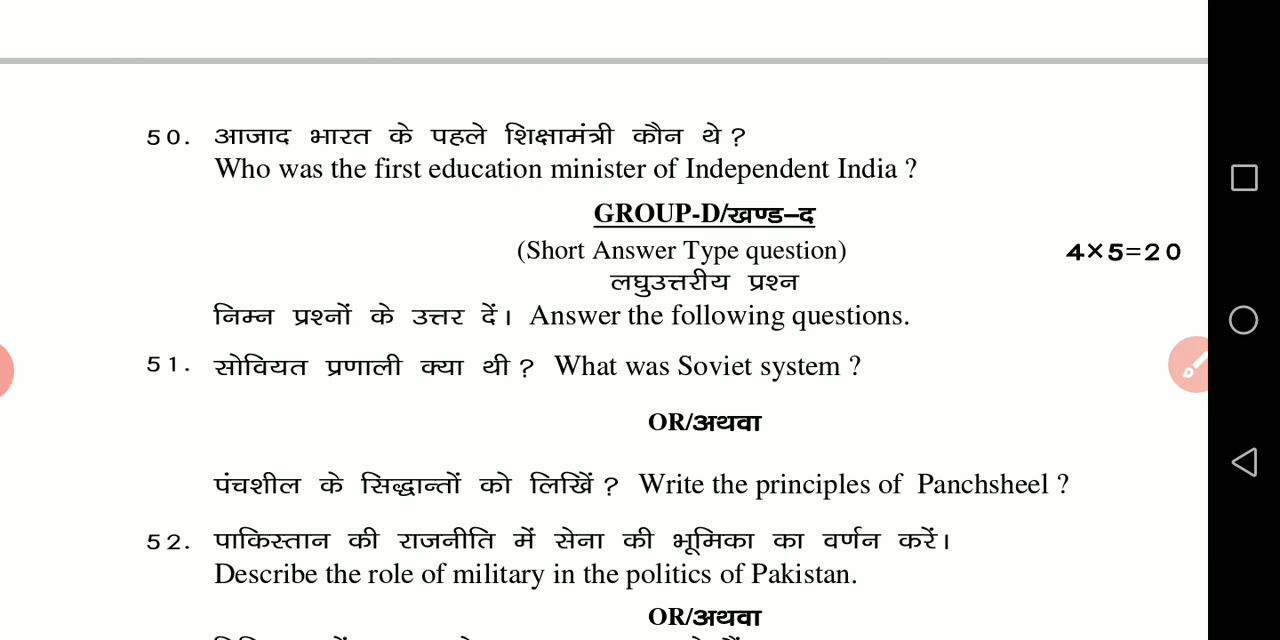 50. आजाद भारत के पहले शिक्षामंत्री कौन थे ?
Who was the first education minister of Independent India ?
GROUP-D/खण्ड–द
(Short Answer Type question) 4×5=20
लघुउत्तरीय प्रश्न
निम्न प्रश्नों के उत्तर दें। Answer the following questions.
51. सोवियत प्रणाली क्या थी ? What was Soviet system ?
OR/अथवा
पंचशील के सिद्धान्तों को लिखिें ? Write the principles of Panchsheel ?
52. पाकिस्तान की राजनीति में सेना की भूमिका का वर्णन करें।
Describe the role of military in the politics of Pakistan.
OR/अथवा